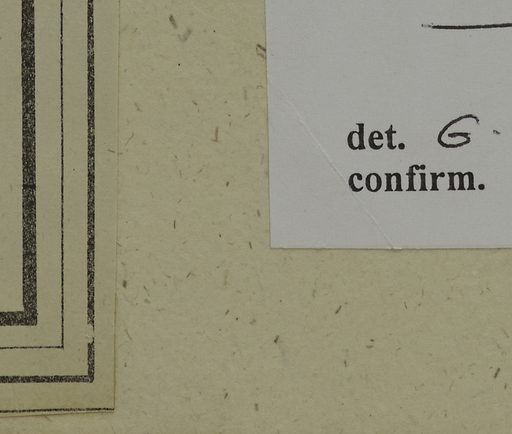 det. G.
confirm.